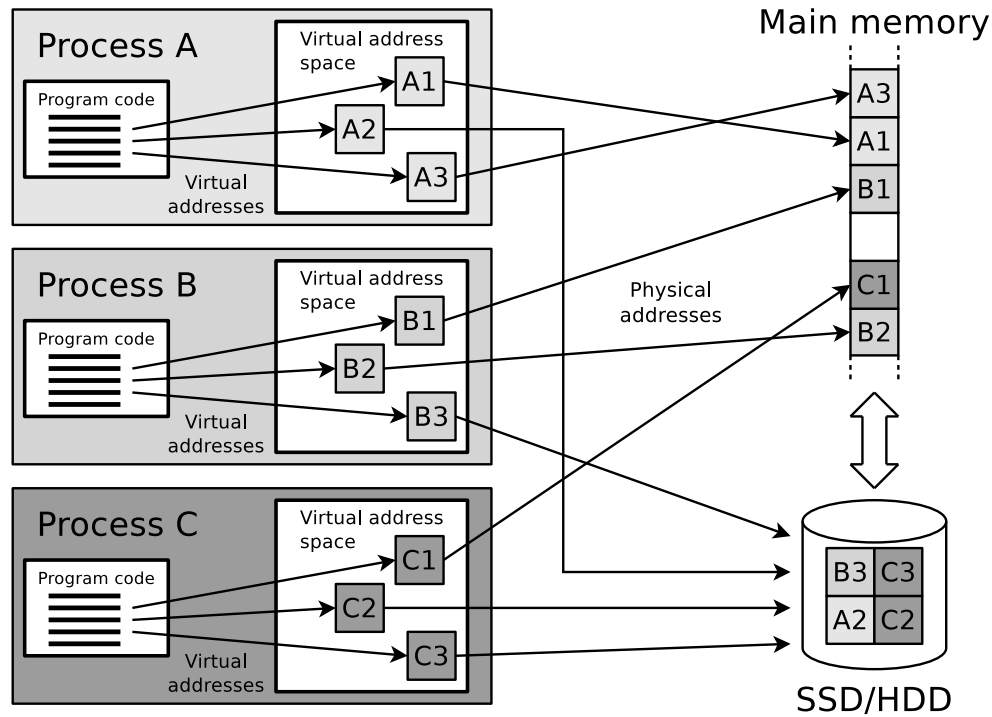 Process A
Program code
Virtual
addresses
Virtual address
space
A1
A2
A3
Process B
Program code
Virtual
addresses
Virtual address
space
B1
B2
B3
Process C
Program code
Virtual
addresses
Virtual address
space
C1
C2
C3
Physical
addresses
Main memory
A3
A1
B1
C1
B2
B3 C3
A2 C2
SSD/HDD